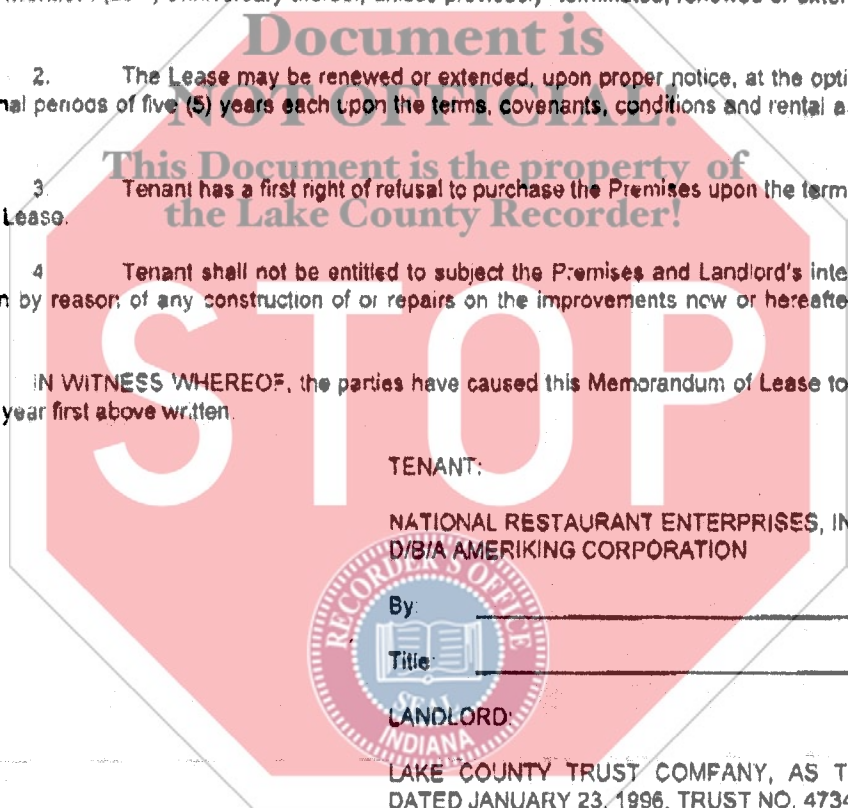 Document is
2. The Lease may be renewed or extended, upon proper notice, at the opti
nal periods of five (5) years each upon the terms, covenants, conditions and rental a
NOT OFFICIAL!
This Document is the property of
3 Tenant has a first right of refusal to purchase the Premises upon the term
Lease.
the Lake County Recorder!
4 Tenant shall not be entitled to subject the Premises and Landlord's inte
n by reason of any construction of or repairs on the improvements now or hereafte
STOP
IN WITNESS WHEREOF, the parties have caused this Memorandum of Lease to
year first above written.
TENANT:
NATIONAL RESTAURANT ENTERPRISES, IN
D/B/A AMERIKING CORPORATION
RECORDER'S OFFICE
By:
Title:
SEAL
LANDLORD:
INDIANA
LAKE COUNTY TRUST COMPANY, AS T
DATED JANUARY 23, 1996, TRUST NO. 4734